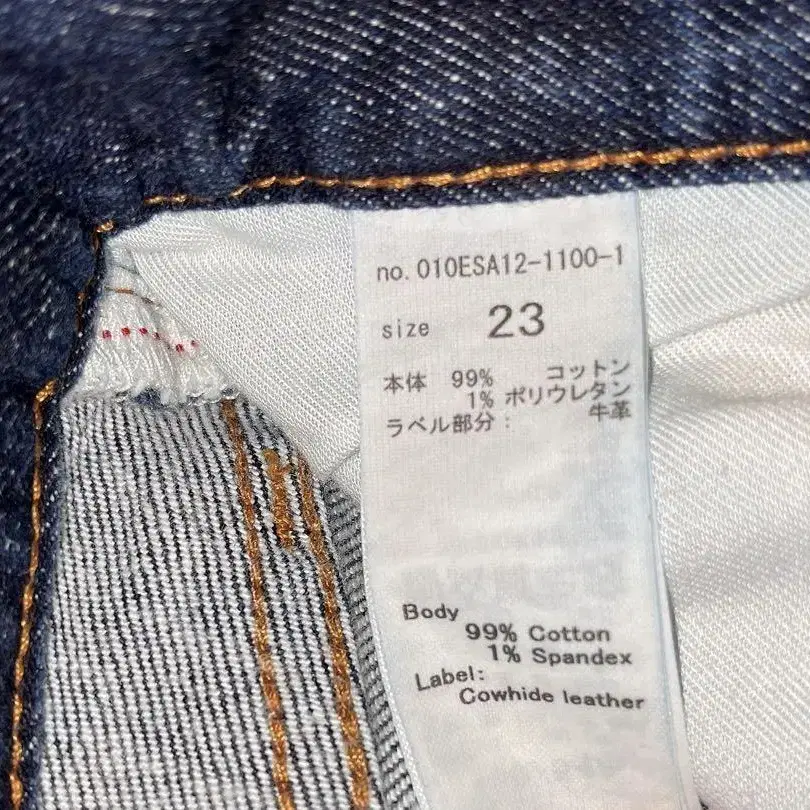 no. 010ESA12-1100-1
size 23
本体 99% コットン
1% ポリウレタン
ラベル部分: 牛革
Body
99% Cotton
1% Spandex
Label:
Cowhide leather